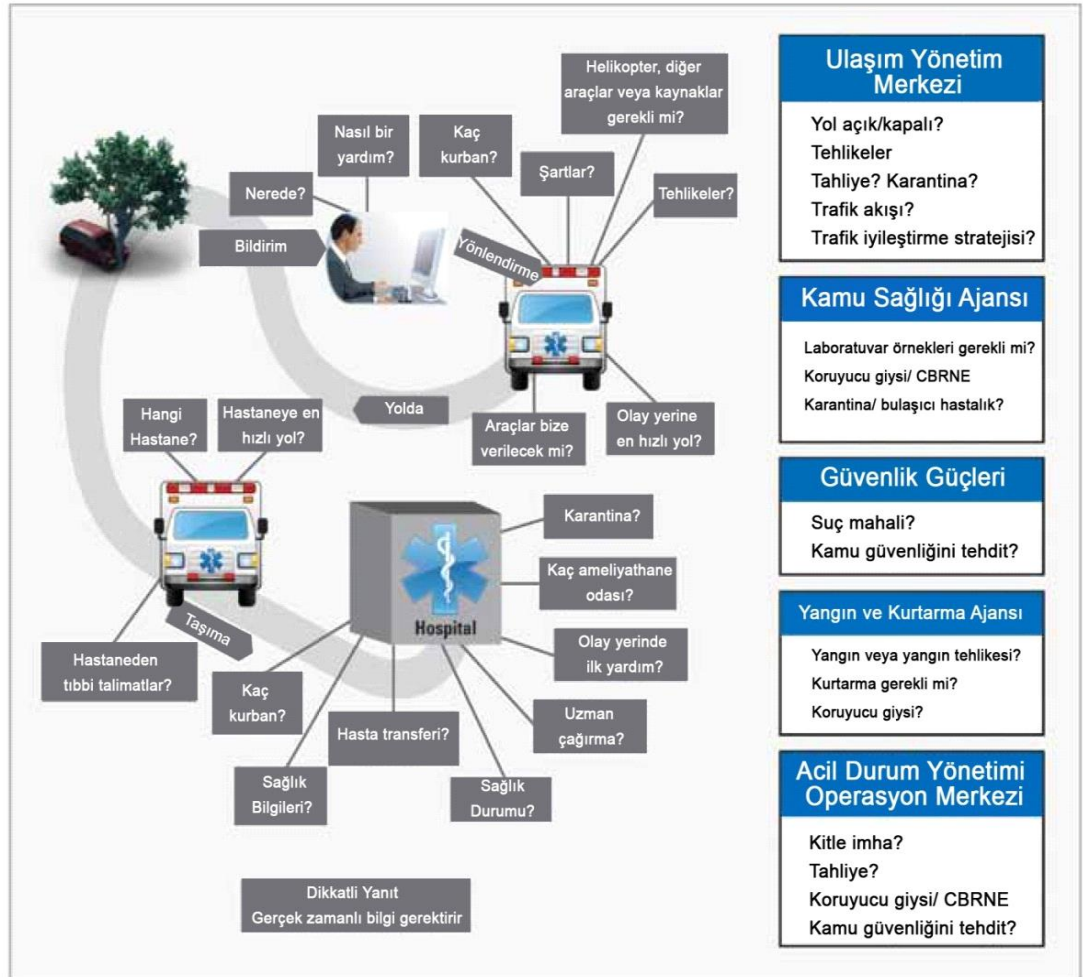 Helikopter, diğer
araçlar veya kaynaklar
gerekli mi?
Nasıl bir
yardım?
Kaç
kurban?
Şartlar?
Nerede?
Tehlikeler?
Bildirim
Yönlendirme
Yolda
Araçlar bize
verilecek mi?
Olay yerine
en hızlı yol?
Hangi
Hastane?
Hastaneye en
hızlı yol?
Taşıma
Hastaneden
tıbbi talimatlar?
Hospital
Karantina?
Kaç ameliyathane
odası?
Olay yerinde
ilk yardım?
Uzman
çağırma?
Kaç
kurban?
Hasta transferi?
Sağlık
Bilgileri?
Sağlık
Durumu?
Dikkatli Yanıt
Gerçek zamanlı bilgi gerektirir
Ulaşım Yönetim
Merkezi
Yol açık/kapalı?
Tehlikeler
Tahliye? Karantina?
Trafik akışı?
Trafik iyileştirme stratejisi?
Kamu Sağlığı Ajansı
Laboratuvar örnekleri gerekli mi?
Koruyucu giysi/ CBRNE
Karantina/ bulaşıcı hastalık?
Güvenlik Güçleri
Suç mahali?
Kamu güvenliğini tehdit?
Yangın ve Kurtarma Ajansı
Yangın veya yangın tehlikesi?
Kurtarma gerekli mi?
Koruyucu giysi?
Acil Durum Yönetimi
Operasyon Merkezi
Kitle imha?
Tahliye?
Koruyucu giysi/ CBRNE
Kamu güvenliğini tehdit?